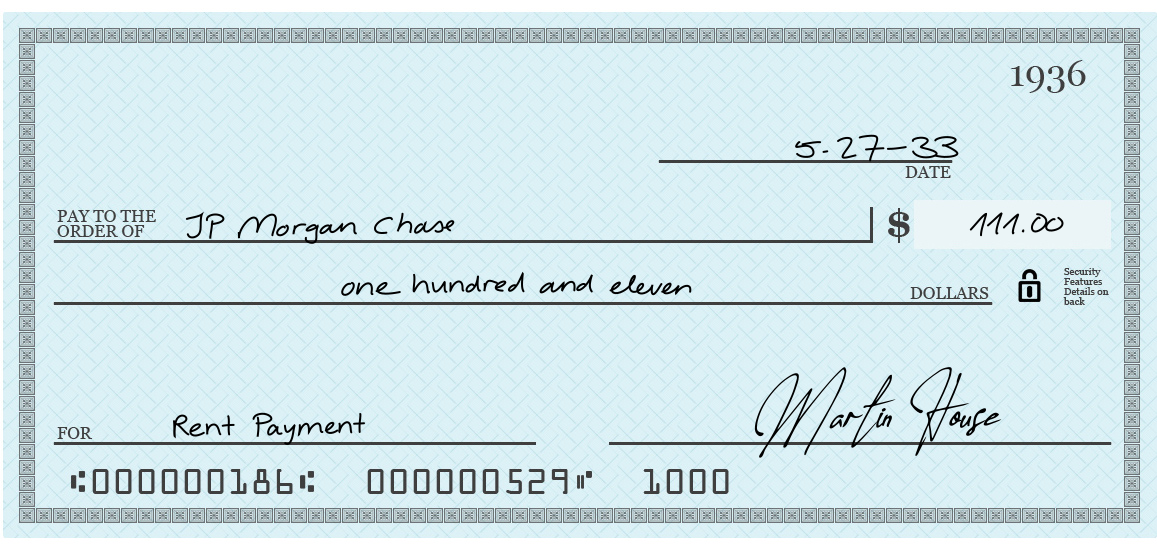 1936
5-27-33
DATE
PAY TO THE
ORDER OF JP Morgan Chase $ 111.00
one hundred and eleven DOLLARS
Security
Features
Details on
back
FOR Rent Payment Martin House
⑆000000186⑆ 000000529⑈ 1000